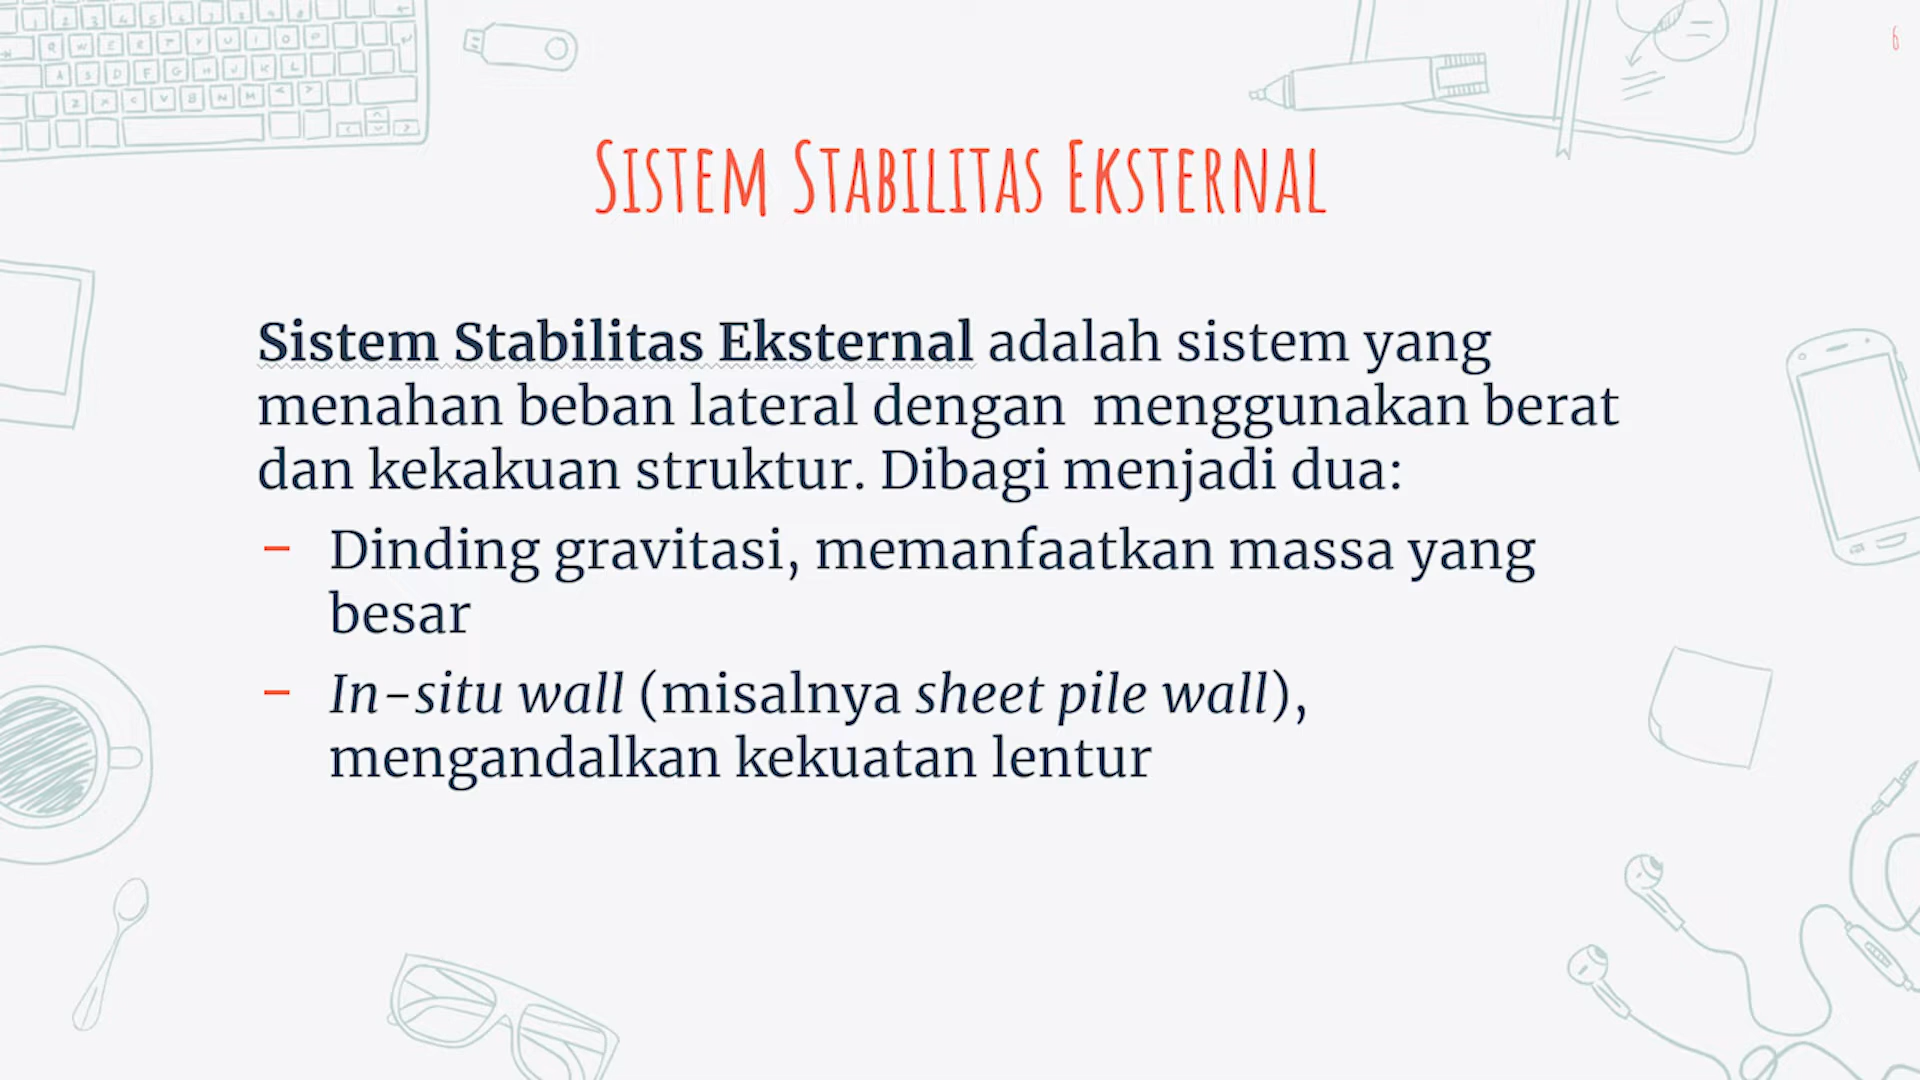 6
Sistem Stabilitas Eksternal
Sistem Stabilitas Eksternal adalah sistem yang
menahan beban lateral dengan  menggunakan berat
dan kekakuan struktur. Dibagi menjadi dua:
- Dinding gravitasi, memanfaatkan massa yang
besar
- In-situ wall (misalnya sheet pile wall),
mengandalkan kekuatan lentur